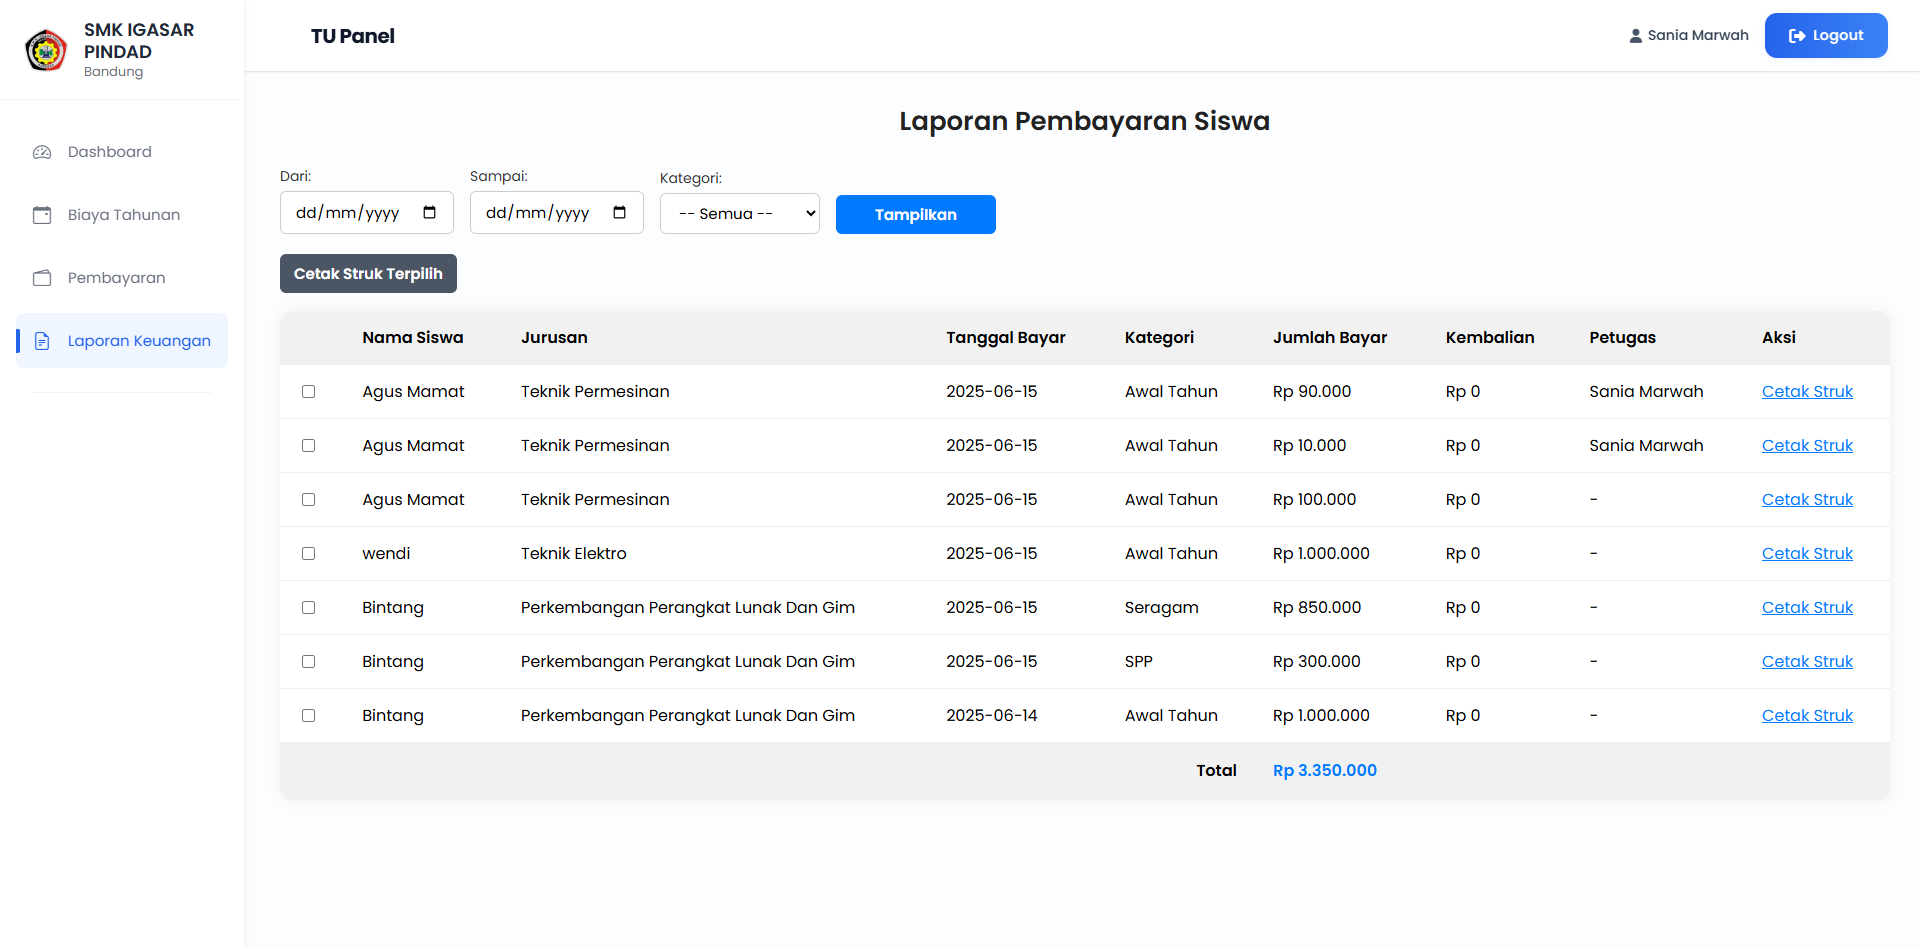 SMK IGASAR
PINDAD
Bandung
TU Panel
Sania Marwah
Logout
Dashboard
Biaya Tahunan
Pembayaran
Laporan Keuangan
Laporan Pembayaran Siswa
Dari: Sampai: Kategori:
dd/mm/yyyy dd/mm/yyyy -- Semua -- Tampilkan
Cetak Struk Terpilih
Nama Siswa Jurusan Tanggal Bayar Kategori Jumlah Bayar Kembalian Petugas Aksi
Agus Mamat Teknik Permesinan 2025-06-15 Awal Tahun Rp 90.000 Rp 0 Sania Marwah Cetak Struk
Agus Mamat Teknik Permesinan 2025-06-15 Awal Tahun Rp 10.000 Rp 0 Sania Marwah Cetak Struk
Agus Mamat Teknik Permesinan 2025-06-15 Awal Tahun Rp 100.000 Rp 0 - Cetak Struk
wendi Teknik Elektro 2025-06-15 Awal Tahun Rp 1.000.000 Rp 0 - Cetak Struk
Bintang Perkembangan Perangkat Lunak Dan Gim 2025-06-15 Seragam Rp 850.000 Rp 0 - Cetak Struk
Bintang Perkembangan Perangkat Lunak Dan Gim 2025-06-15 SPP Rp 300.000 Rp 0 - Cetak Struk
Bintang Perkembangan Perangkat Lunak Dan Gim 2025-06-14 Awal Tahun Rp 1.000.000 Rp 0 - Cetak Struk
Total Rp 3.350.000